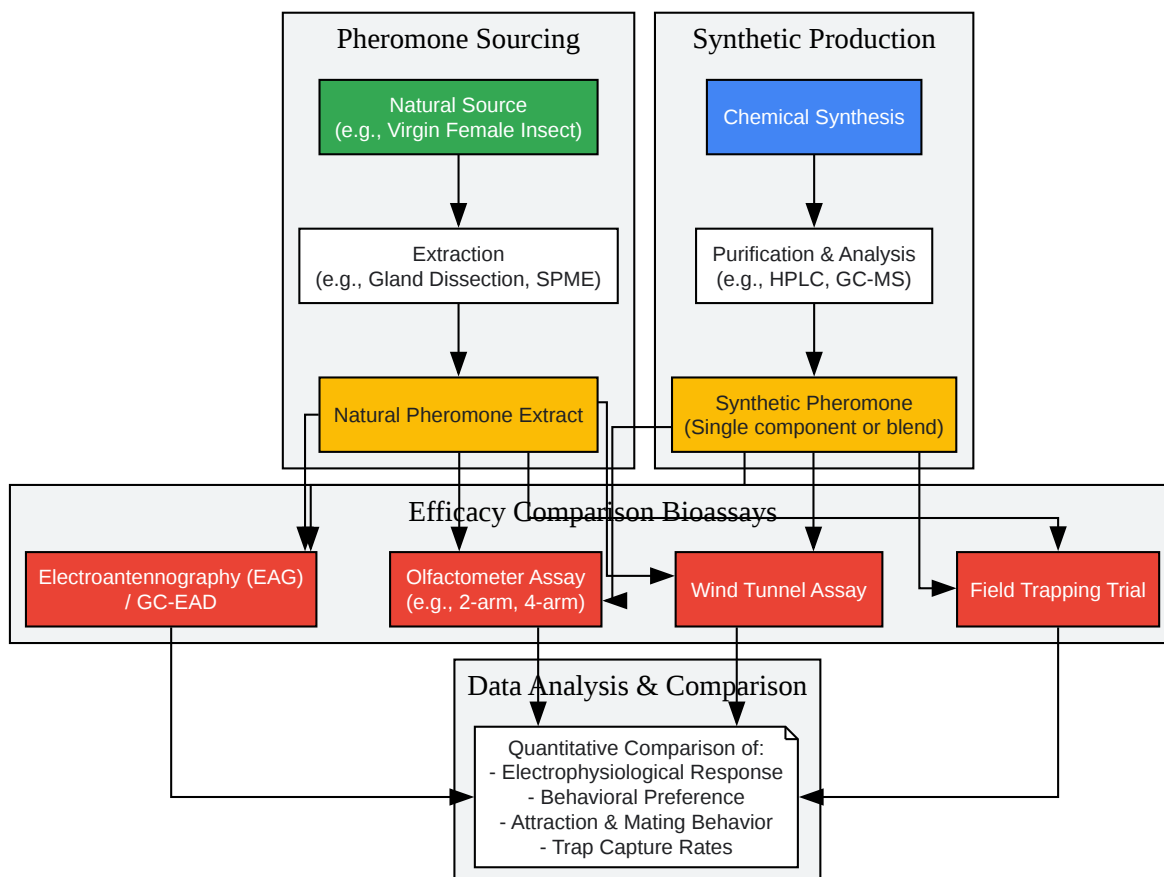 Pheromone Sourcing
Synthetic Production
Natural Source
(e.g., Virgin Female Insect)
Chemical Synthesis
Extraction
(e.g., Gland Dissection, SPME)
Purification & Analysis
(e.g., HPLC, GC-MS)
Natural Pheromone Extract
Synthetic Pheromone
(Single component or blend)
Efficacy Comparison Bioassays
Electroantennography (EAG)
/ GC-EAD
Olfactometer Assay
(e.g., 2-arm, 4-arm)
Wind Tunnel Assay
Field Trapping Trial
Data Analysis & Comparison
Quantitative Comparison of:
- Electrophysiological Response
- Behavioral Preference
- Attraction & Mating Behavior
- Trap Capture Rates